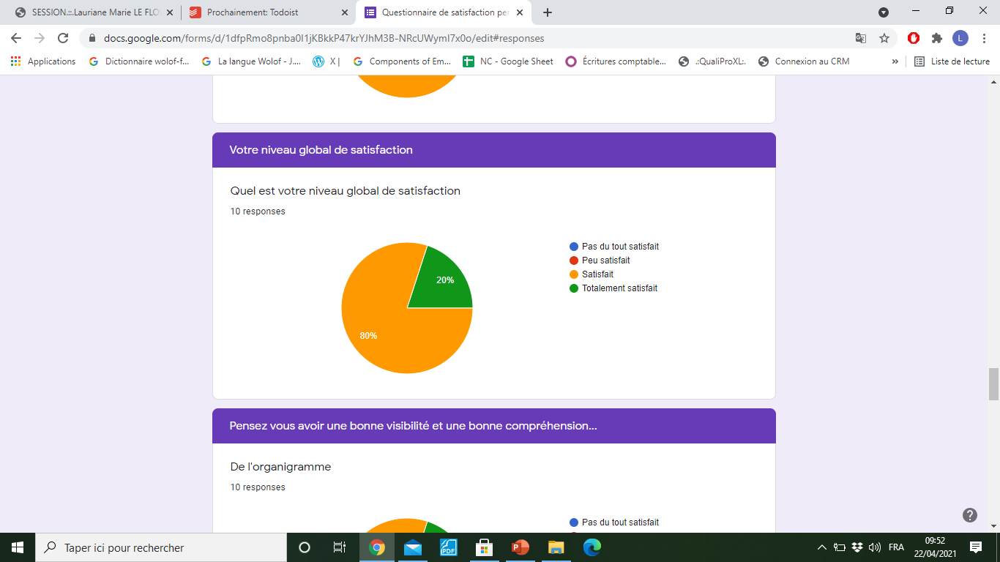 SESSION.::.Lauriane Marie LE FLO
Prochainement: Todoist
Questionnaire de satisfaction per
docs.google.com/forms/d/1dfpRmo8pnba0I1jKBkkP47krYJhM3B-NRcUWymI7x0o/edit#responses
L
Applications
Dictionnaire wolof-f...
La langue Wolof - J....
X |
Components of Em...
NC - Google Sheet
Écritures comptable...
.:QualiProXL:.
Connexion au CRM
»
Liste de lecture
Votre niveau global de satisfaction
Quel est votre niveau global de satisfaction
10 responses
Pas du tout satisfait
Peu satisfait
Satisfait
Totalement satisfait
20%
80%
Pensez vous avoir une bonne visibilité et une bonne compréhension...
De l'organigramme
10 responses
Pas du tout satisfait
Taper ici pour rechercher
PDF
FRA
09:52
22/04/2021